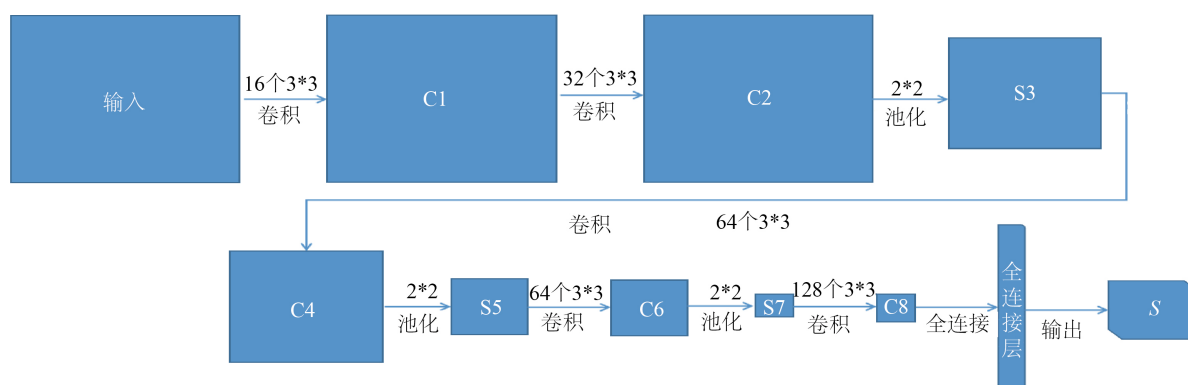 输入
16个3*3
卷积
C1
32个3*3
卷积
C2
2*2
池化
S3
卷积
64个3*3
C4
2*2
池化
S5
64个3*3
卷积
C6
2*2
池化
S7
128个3*3
卷积
C8
全连接
全连接层
输出
S